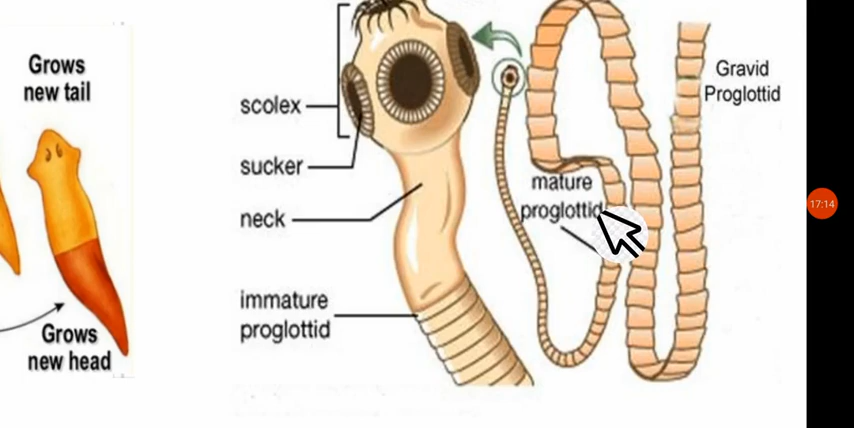 Grows
new tail
Grows
new head
scolex
sucker
neck
immature
proglottid
mature
proglottid
Gravid
Proglottid
17:14